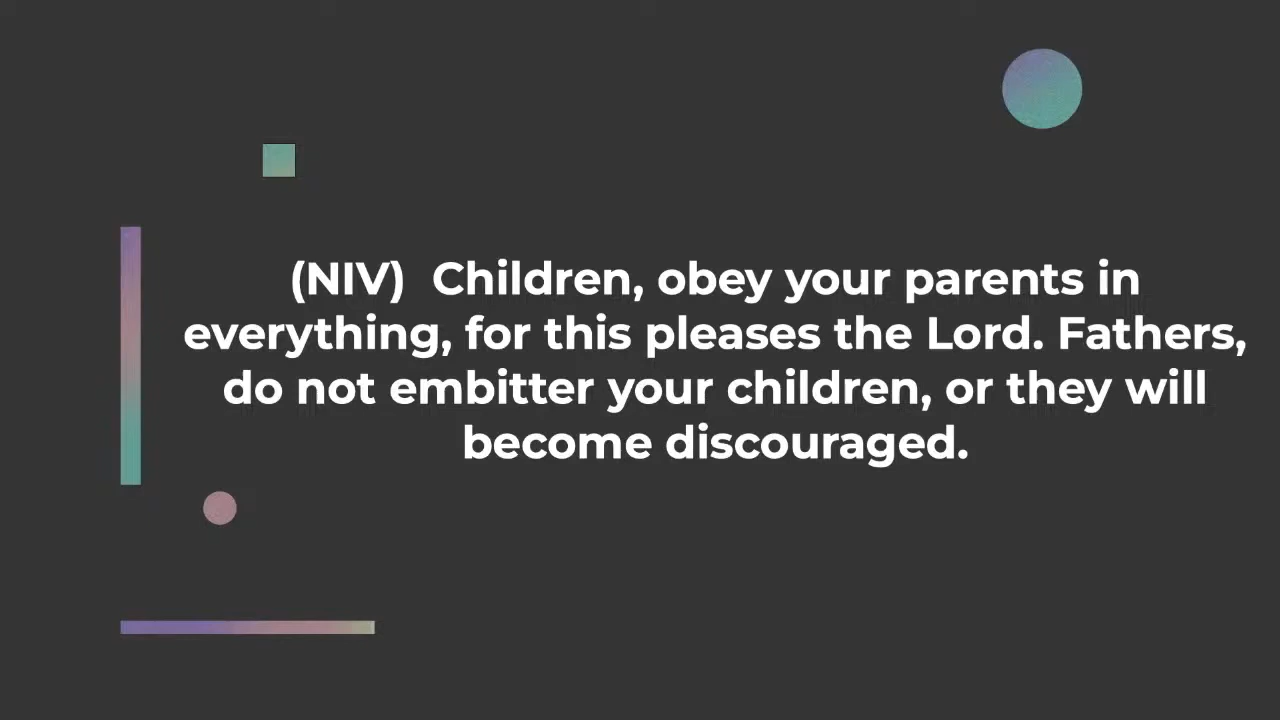 (NIV)  Children, obey your parents in
everything, for this pleases the Lord. Fathers,
do not embitter your children, or they will
become discouraged.